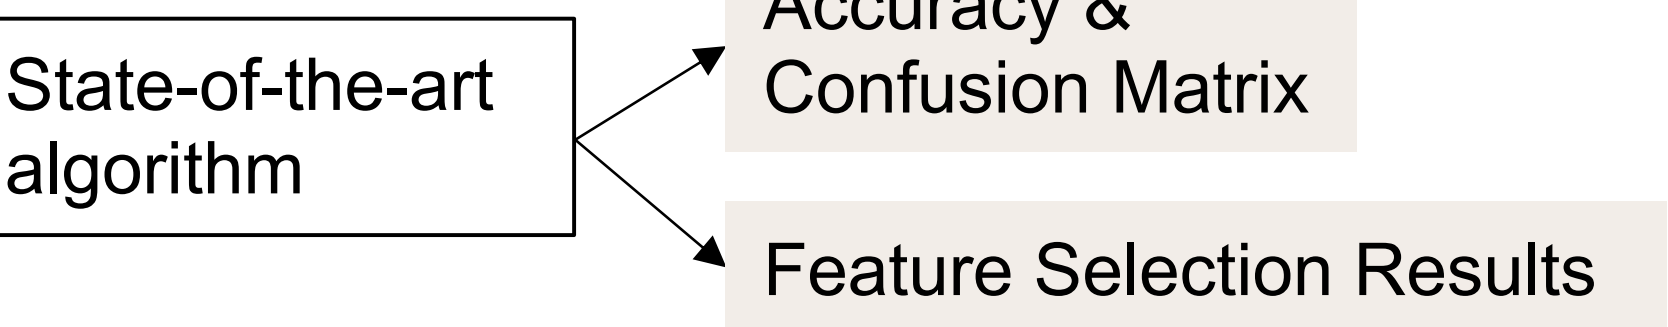 State-of-the-art
algorithm
Accuracy &
Confusion Matrix
Feature Selection Results